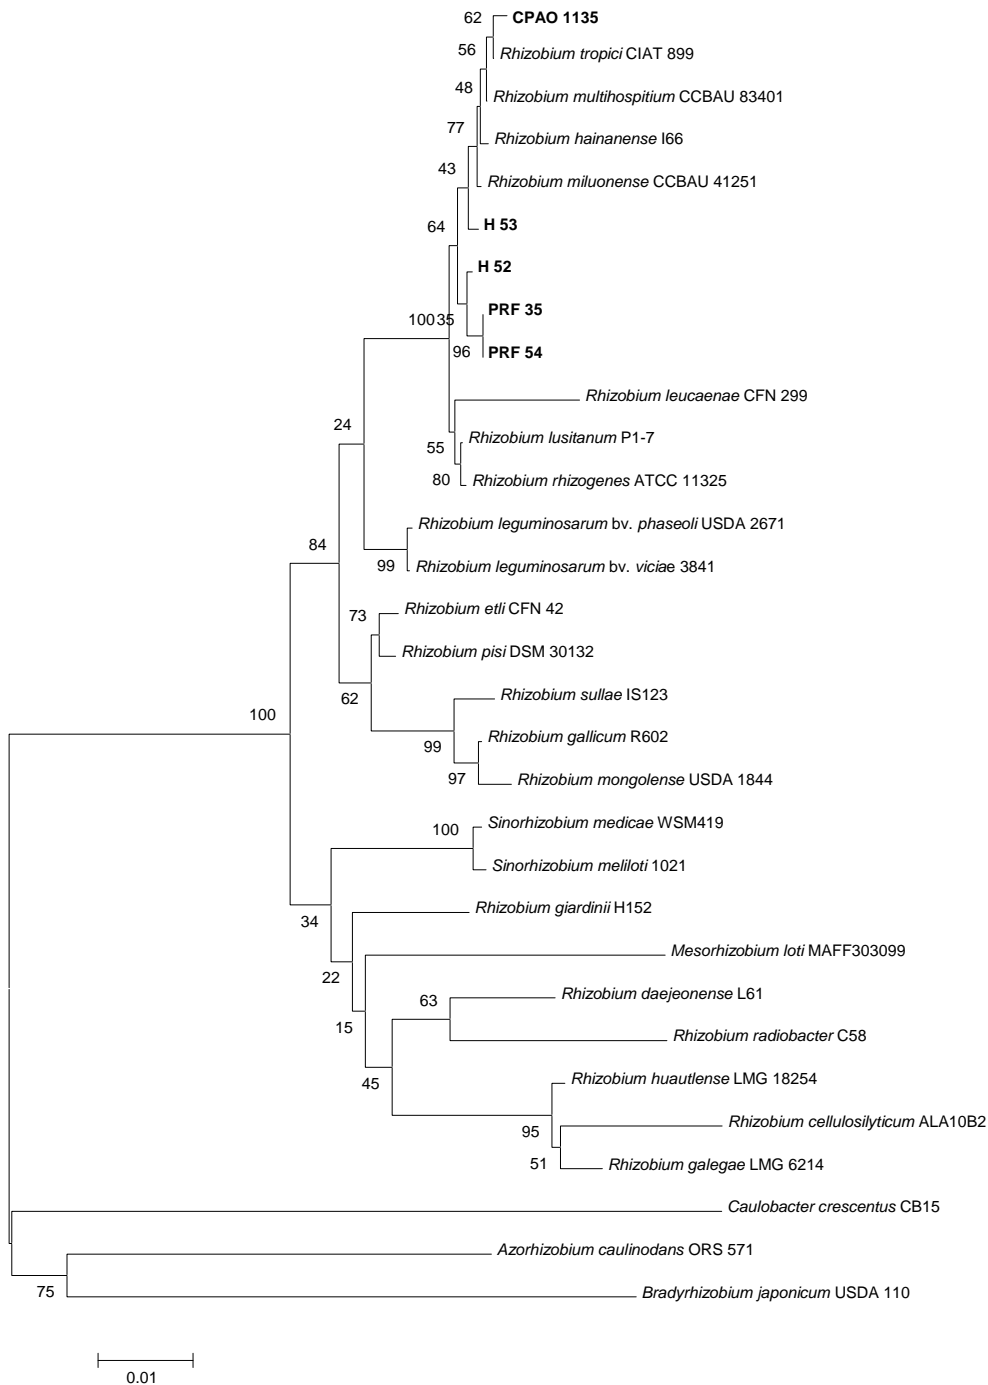 62 CPAO 1135
56 Rhizobium tropici CIAT 899
48 Rhizobium multihospitium CCBAU 83401
77 Rhizobium hainanense I66
43 Rhizobium miluonense CCBAU 41251
64 H 53
H 52
PRF 35
100 35
96 PRF 54
Rhizobium leucaenae CFN 299
24
55 Rhizobium lusitanum P1-7
80 Rhizobium rhizogenes ATCC 11325
Rhizobium leguminosarum bv. phaseoli USDA 2671
84
99 Rhizobium leguminosarum bv. viciae 3841
73 Rhizobium etli CFN 42
Rhizobium pisi DSM 30132
62 Rhizobium sullae IS123
100
99 Rhizobium gallicum R602
97 Rhizobium mongolense USDA 1844
100 Sinorhizobium medicae WSM419
Sinorhizobium meliloti 1021
34 Rhizobium giardinii H152
22 Mesorhizobium loti MAFF303099
63 Rhizobium daejeonense L61
15 Rhizobium radiobacter C58
45 Rhizobium huautlense LMG 18254
95 Rhizobium cellulosilyticum ALA10B2
51 Rhizobium galegae LMG 6214
Caulobacter crescentus CB15
Azorhizobium caulinodans ORS 571
75 Bradyrhizobium japonicum USDA 110
0.01